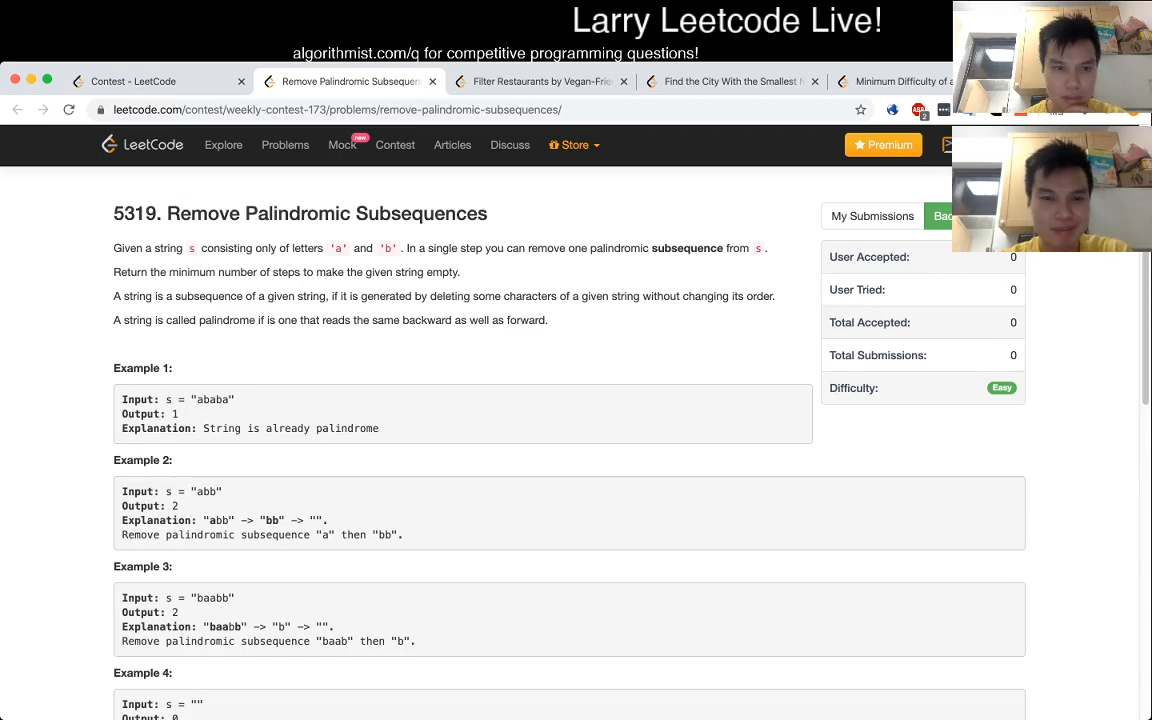 Larry Leetcode Live!
algorithmist.com/q for competitive programming questions!
Contest - LeetCode
Remove Palindromic Subsequen
Filter Restaurants by Vegan-Frie
Find the City With the Smallest N
Minimum Difficulty of a
leetcode.com/contest/weekly-contest-173/problems/remove-palindromic-subsequences/
ABP
2
LeetCode
Explore
Problems
Mock
new
Contest
Articles
Discuss
Store
Premium
5319. Remove Palindromic Subsequences
My Submissions
Bac
Given a string s consisting only of letters 'a' and 'b'. In a single step you can remove one palindromic subsequence from s.
Return the minimum number of steps to make the given string empty.
A string is a subsequence of a given string, if it is generated by deleting some characters of a given string without changing its order.
A string is called palindrome if is one that reads the same backward as well as forward.
User Accepted: 0
User Tried: 0
Total Accepted: 0
Total Submissions: 0
Difficulty: Easy
Example 1:
Input: s = "ababa"
Output: 1
Explanation: String is already palindrome
Example 2:
Input: s = "abb"
Output: 2
Explanation: "abb" -> "bb" -> "".
Remove palindromic subsequence "a" then "bb".
Example 3:
Input: s = "baabb"
Output: 2
Explanation: "baabb" -> "b" -> "".
Remove palindromic subsequence "baab" then "b".
Example 4:
Input: s = ""
Output: 0